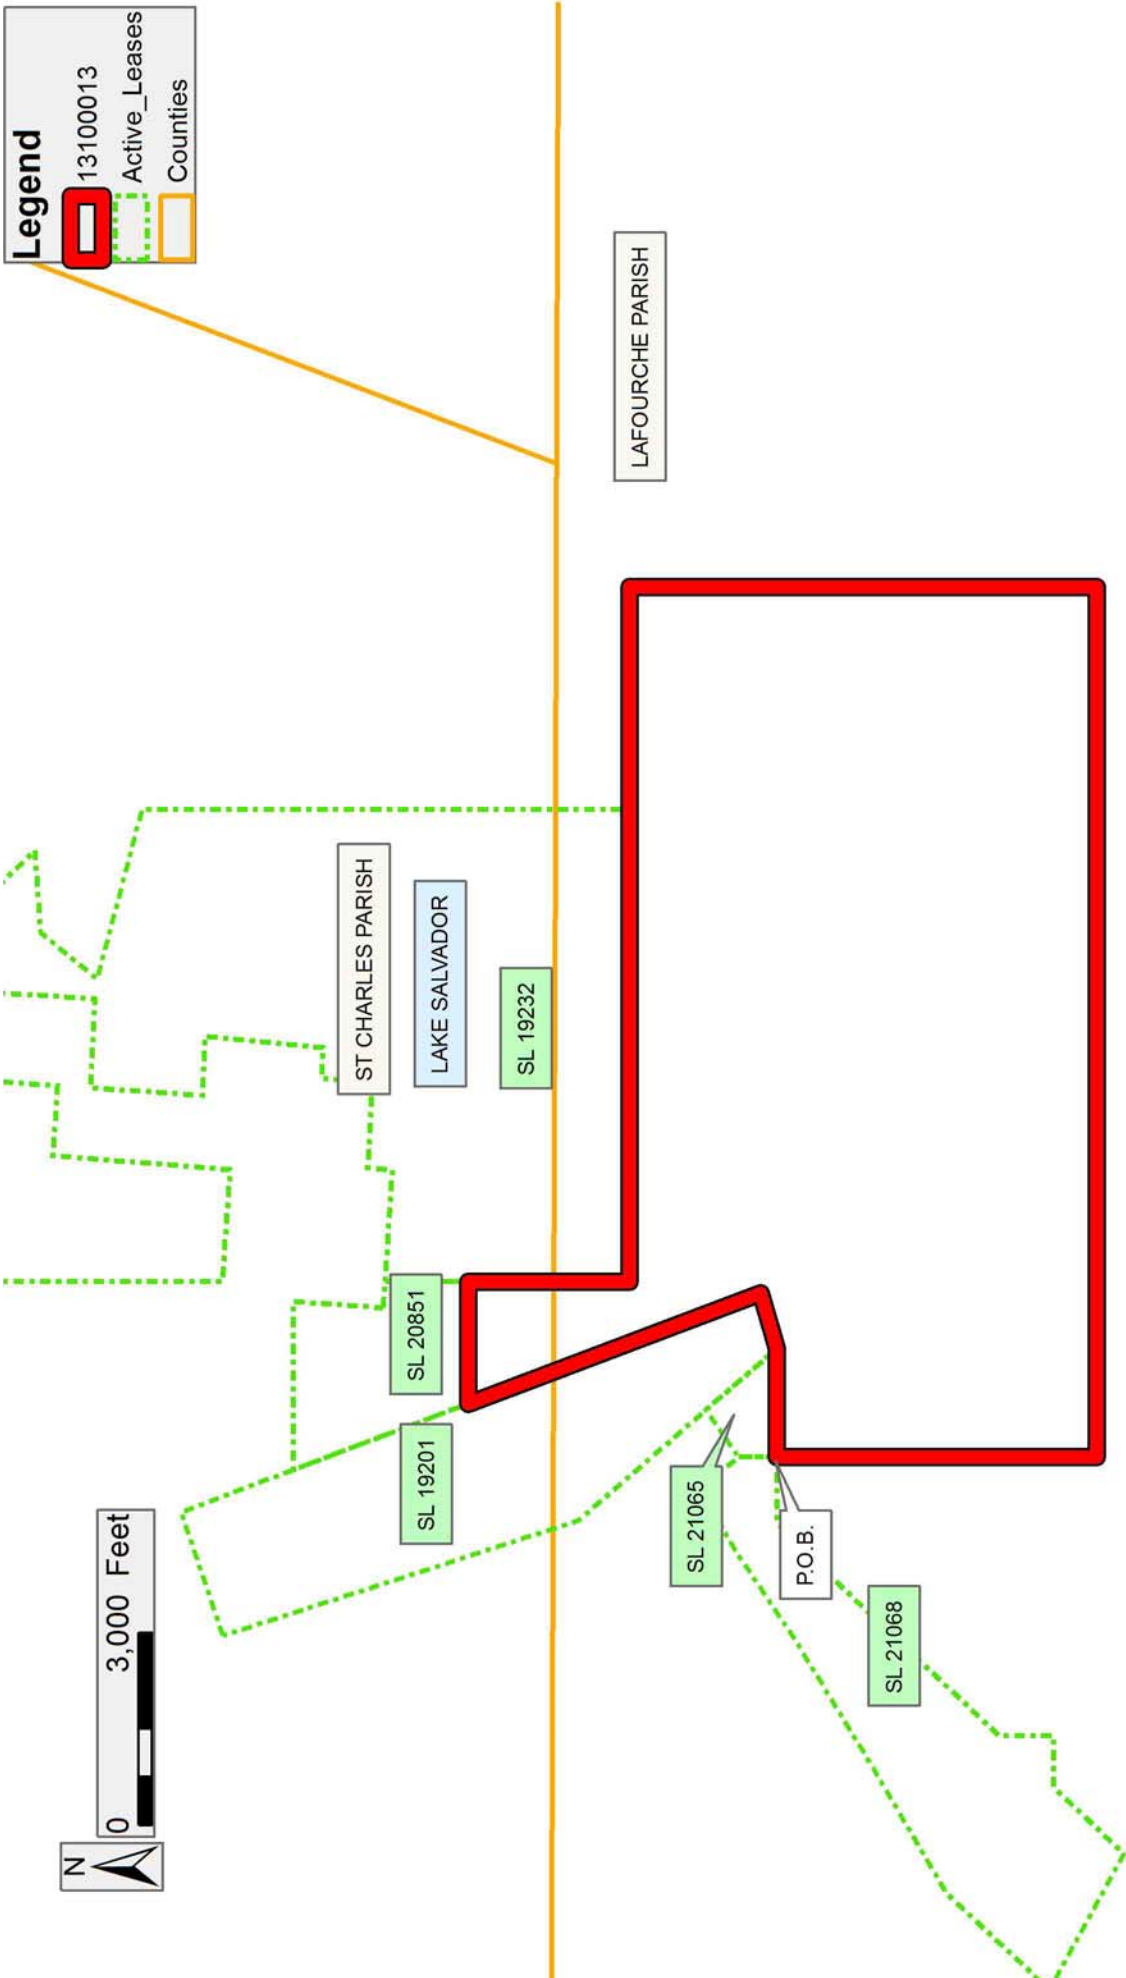 N
0 3,000 Feet
Legend
13100013
Active_Leases
Counties
ST CHARLES PARISH
LAKE SALVADOR
SL 20851
SL 19201
SL 19232
LAFOURCHE PARISH
SL 21065
P.O.B.
SL 21068